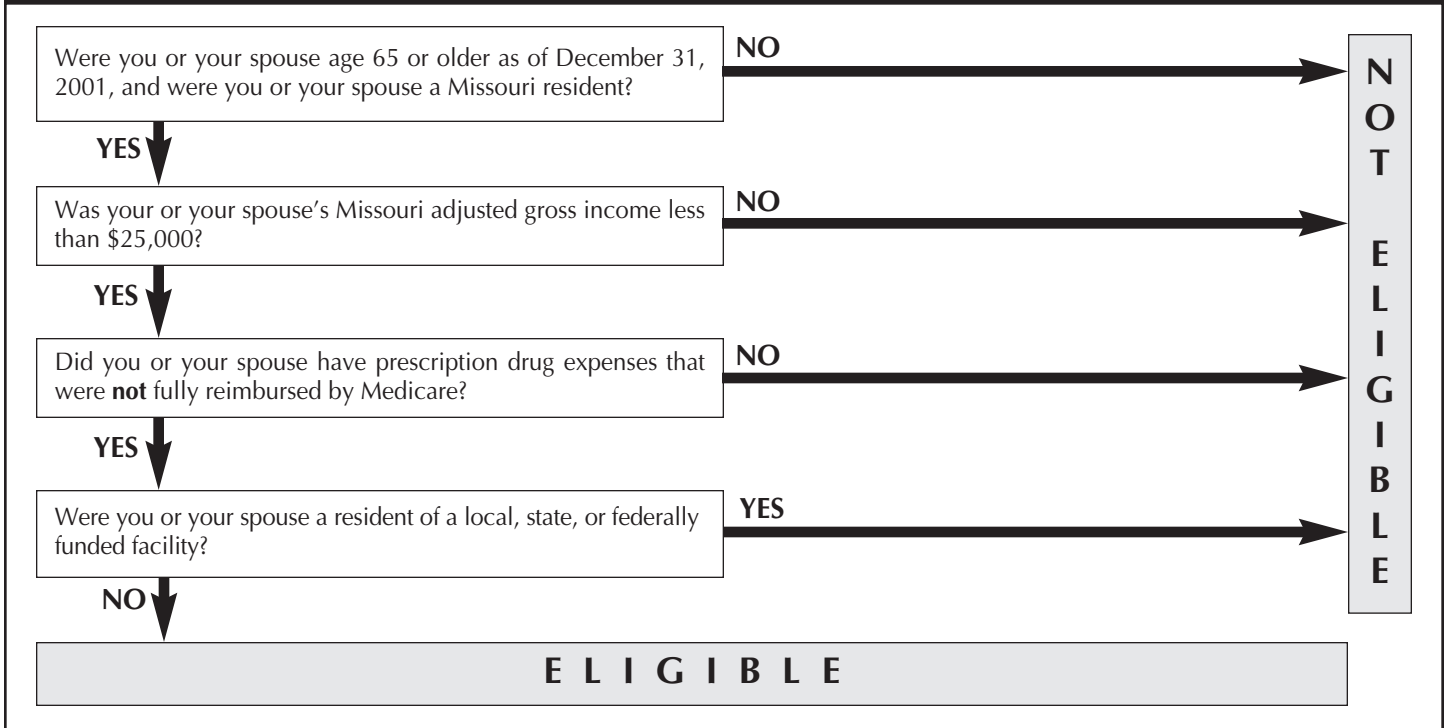 Were you or your spouse age 65 or older as of December 31,
2001, and were you or your spouse a Missouri resident?
NO
YES
Was your or your spouse's Missouri adjusted gross income less
than $25,000?
NO
YES
Did you or your spouse have prescription drug expenses that
were not fully reimbursed by Medicare?
NO
YES
Were you or your spouse a resident of a local, state, or federally
funded facility?
YES
NO
NOT ELIGIBLE
ELIGIBLE